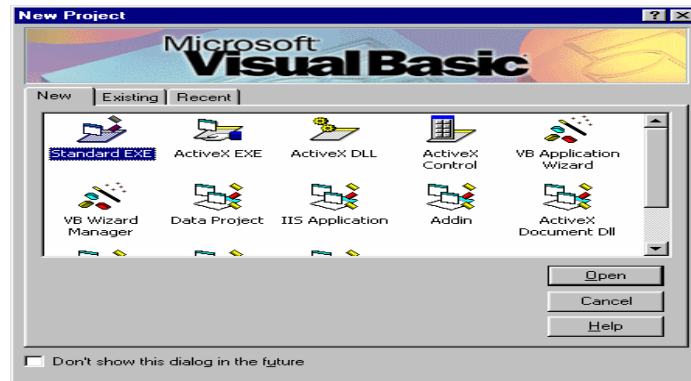 New Project
Microsoft
Visual Basic
New Existing Recent
Standard EXE ActiveX EXE ActiveX DLL ActiveX Control VB Application Wizard
VB Wizard Manager Data Project IIS Application Addin ActiveX Document Dll
Open
Cancel
Help
Don't show this dialog in the future